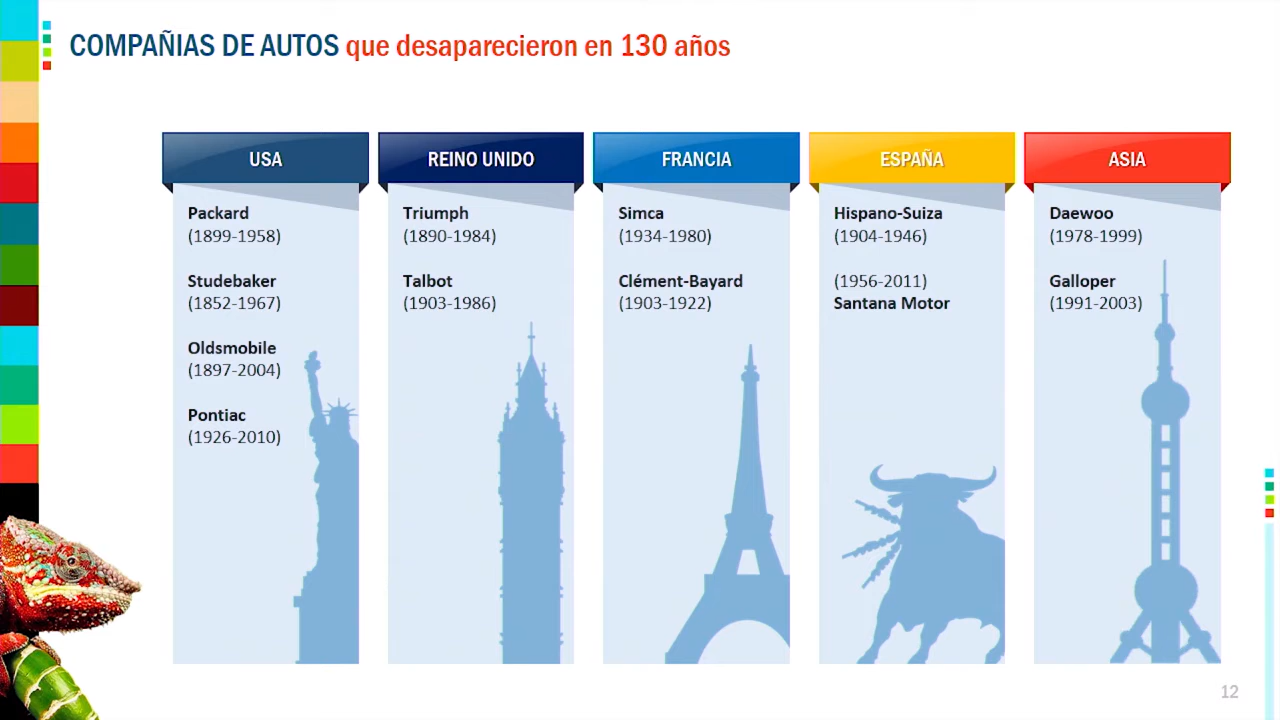 COMPAÑIAS DE AUTOS que desaparecieron en 130 años
USA
Packard
(1899-1958)
Studebaker
(1852-1967)
Oldsmobile
(1897-2004)
Pontiac
(1926-2010)
REINO UNIDO
Triumph
(1890-1984)
Talbot
(1903-1986)
FRANCIA
Simca
(1934-1980)
Clément-Bayard
(1903-1922)
ESPAÑA
Hispano-Suiza
(1904-1946)
(1956-2011)
Santana Motor
ASIA
Daewoo
(1978-1999)
Galloper
(1991-2003)
12